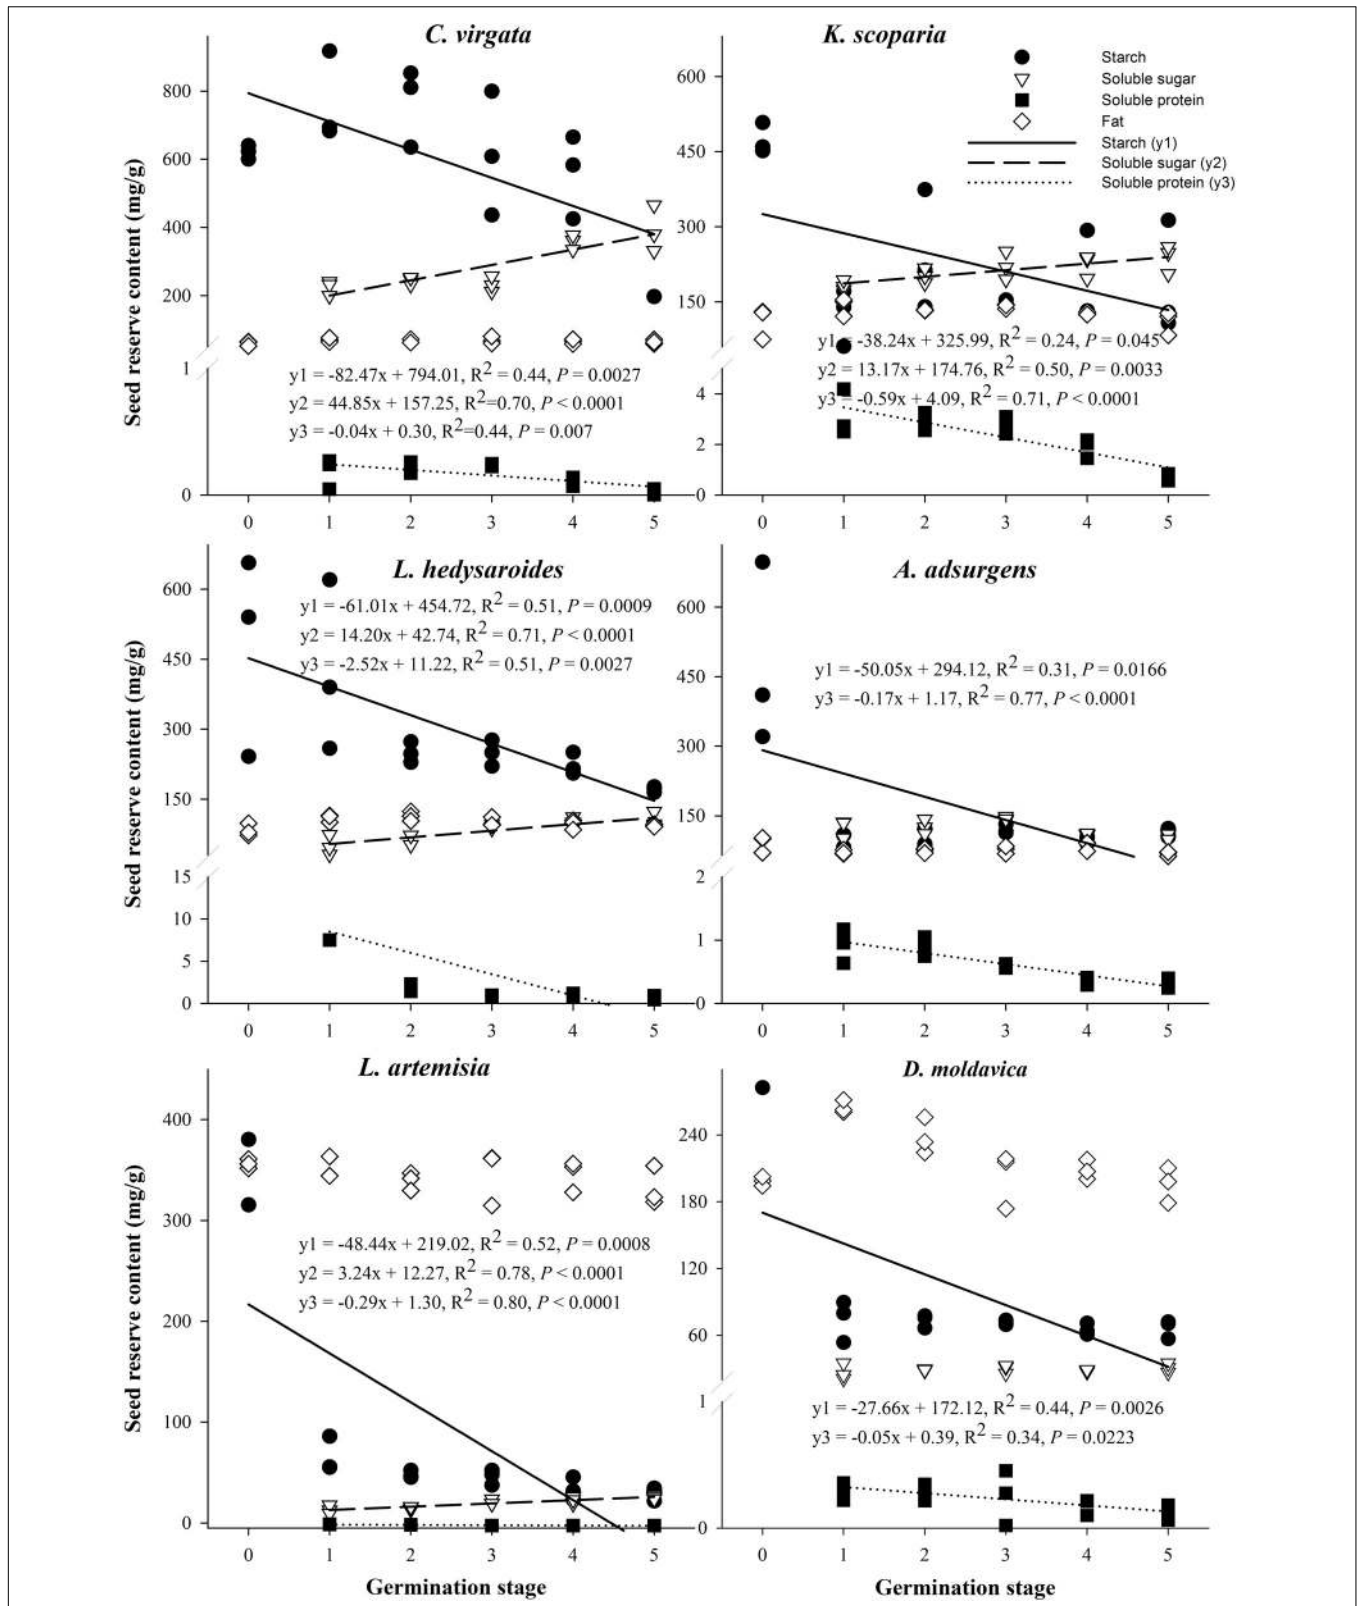 C. virgata
Seed reserve content (mg/g)
800
600
400
200
1
0
y1 = -82.47x + 794.01, R2 = 0.44, P = 0.0027
y2 = 44.85x + 157.25, R2=0.70, P < 0.0001
y3 = -0.04x + 0.30, R2=0.44, P = 0.007
0 1 2 3 4 5
K. scoparia
Starch
Soluble sugar
Soluble protein
Fat
Starch (y1)
Soluble sugar (y2)
Soluble protein (y3)
600
450
300
150
4
2
0
y1 = -38.24x + 325.99, R2 = 0.24, P = 0.045
y2 = 13.17x + 174.76, R2 = 0.50, P = 0.0033
y3 = -0.59x + 4.09, R2 = 0.71, P < 0.0001
0 1 2 3 4 5
L. hedysaroides
Seed reserve content (mg/g)
600
450
300
150
15
10
5
0
y1 = -61.01x + 454.72, R2 = 0.51, P = 0.0009
y2 = 14.20x + 42.74, R2 = 0.71, P < 0.0001
y3 = -2.52x + 11.22, R2 = 0.51, P = 0.0027
0 1 2 3 4 5
A. adsurgens
600
450
300
150
2
1
0
y1 = -50.05x + 294.12, R2 = 0.31, P = 0.0166
y3 = -0.17x + 1.17, R2 = 0.77, P < 0.0001
0 1 2 3 4 5
L. artemisia
Seed reserve content (mg/g)
400
300
200
100
0
y1 = -48.44x + 219.02, R2 = 0.52, P = 0.0008
y2 = 3.24x + 12.27, R2 = 0.78, P < 0.0001
y3 = -0.29x + 1.30, R2 = 0.80, P < 0.0001
0 1 2 3 4 5
Germination stage
D. moldavica
240
180
120
60
1
0
y1 = -27.66x + 172.12, R2 = 0.44, P = 0.0026
y3 = -0.05x + 0.39, R2 = 0.34, P = 0.0223
0 1 2 3 4 5
Germination stage